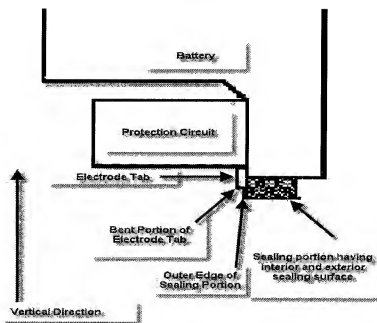 Battery
Protection Circuit
Electrode Tab
Bent Portion of
Electrode Tab
Outer Edge of
Sealing Portion
Sealing portion having
interior and exterior
sealing surface.
Vertical Direction